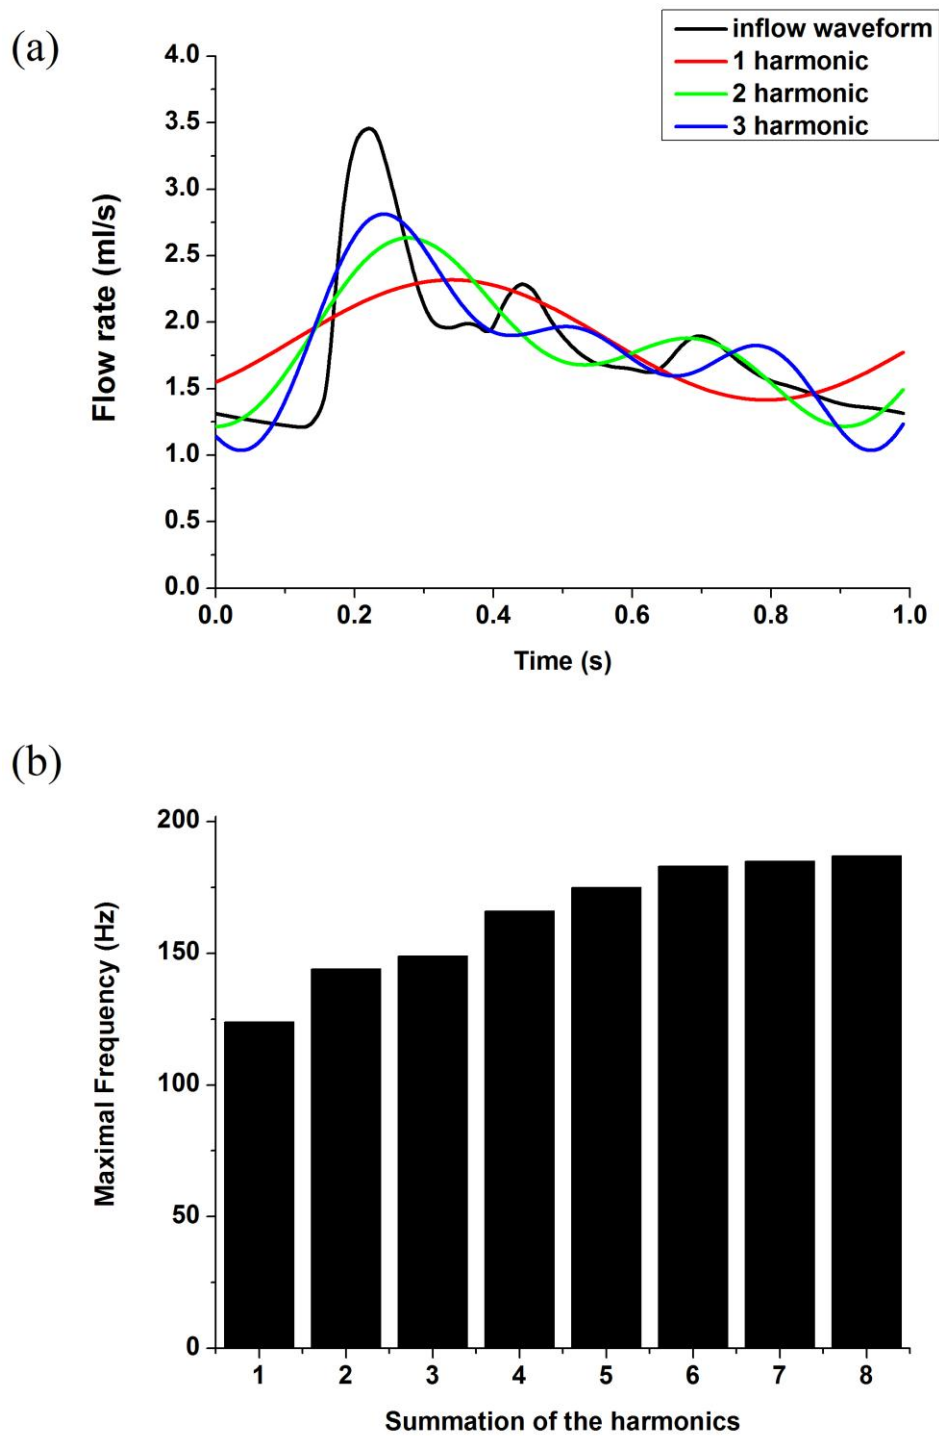 (a)
inflow waveform
1 harmonic
2 harmonic
3 harmonic
4.0
3.5
3.0
2.5
2.0
1.5
1.0
0.5
0.0
Flow rate (ml/s)
0.0 0.2 0.4 0.6 0.8 1.0
Time (s)
(b)
200
150
100
50
0
Maximal Frequency (Hz)
1 2 3 4 5 6 7 8
Summation of the harmonics